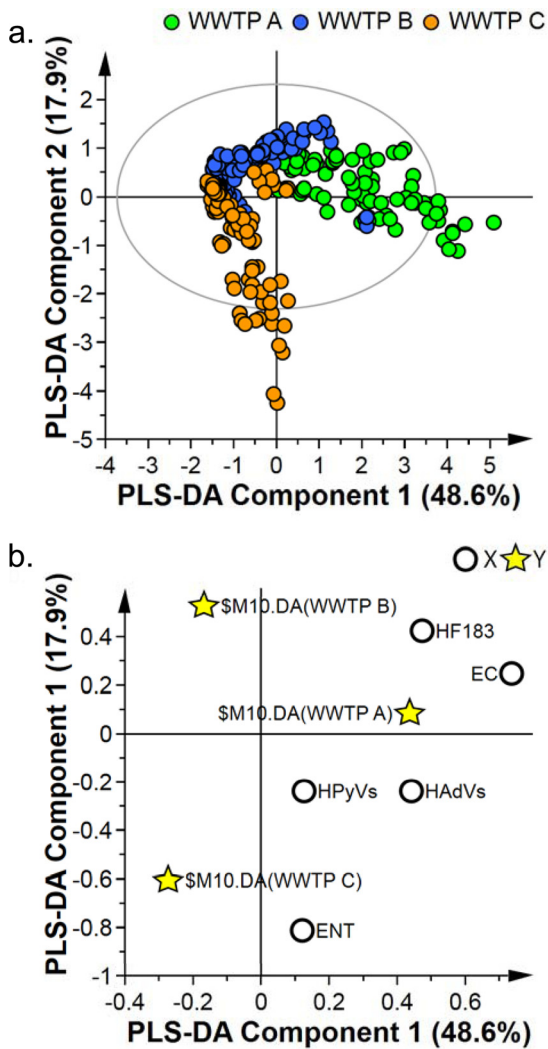 a.
WWTP A WWTP B WWTP C
PLS-DA Component 2 (17.9%)
2
1
0
-1
-2
-3
-4
-5
-4 -3 -2 -1 0 1 2 3 4 5
PLS-DA Component 1 (48.6%)
b.
X Y
PLS-DA Component 1 (17.9%)
$M10.DA(WWTP B)
HF183
EC
$M10.DA(WWTP A)
HPyVs HAdVs
$M10.DA(WWTP C)
ENT
0.4
0.2
0
-0.2
-0.4
-0.6
-0.8
-1
-0.4 -0.2 0 0.2 0.4 0.6
PLS-DA Component 1 (48.6%)